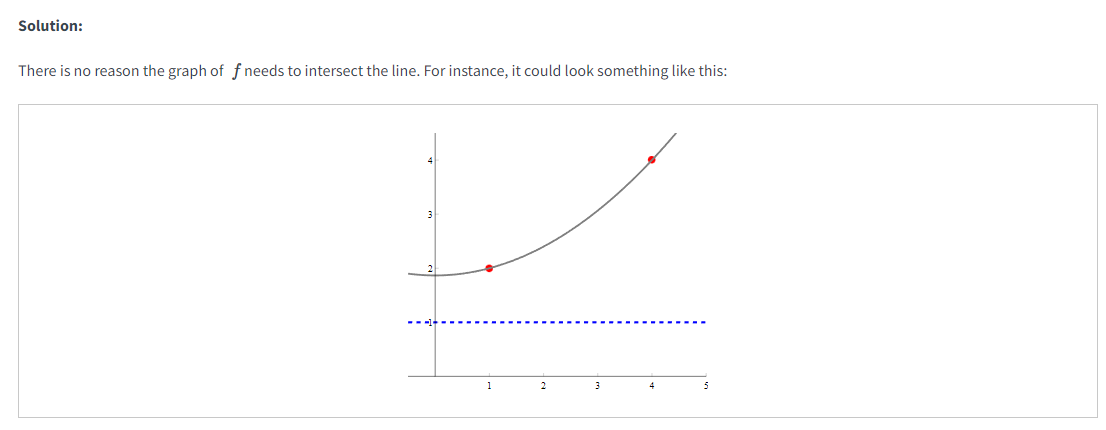 Solution:
There is no reason the graph of f needs to intersect the line. For instance, it could look something like this:
4
3
2
1
1 2 3 4 5